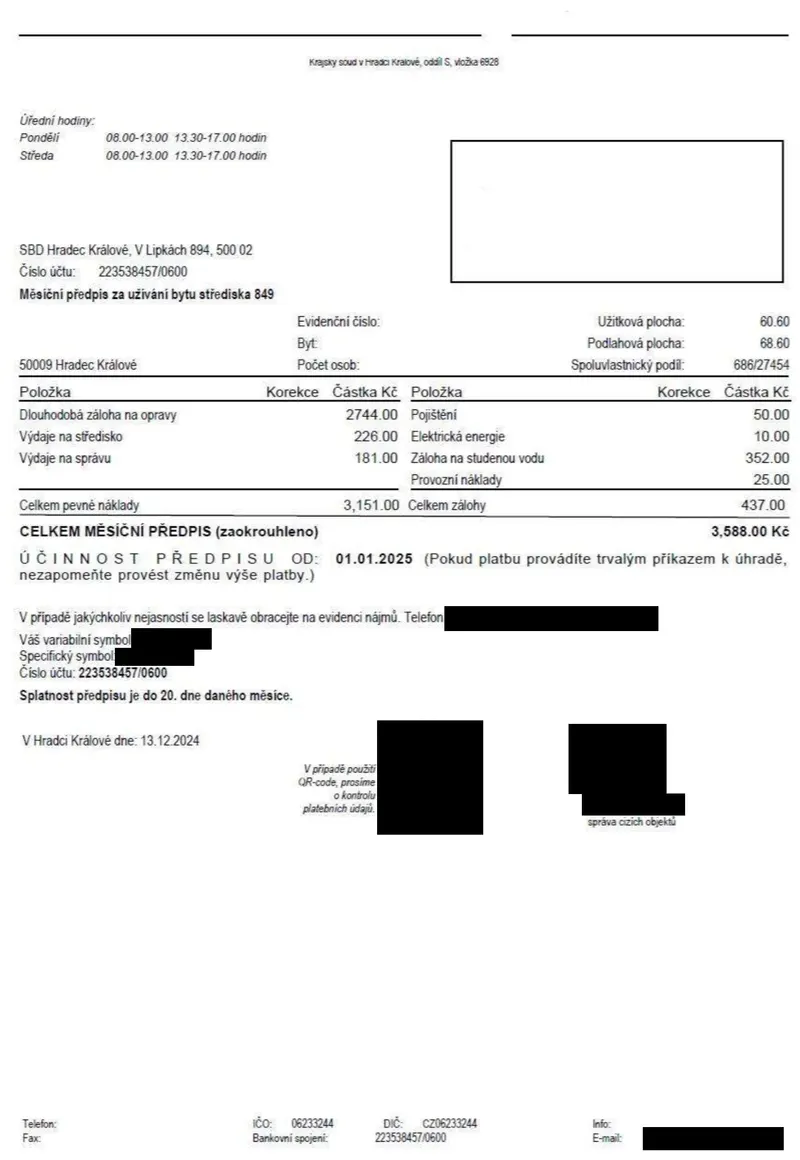 Krajský soud v Hradci Králové, oddíl S, vložka 6928
Úřední hodiny:
Pondělí 08.00-13.00 13.30-17.00 hodin
Středa 08.00-13.00 13.30-17.00 hodin
SBD Hradec Králové, V Lipkách 894, 500 02
Číslo účtu: 223538457/0600
Měsíční předpis za užívání bytu střediska 849
Evidenční číslo: Užitková plocha: 60.60
Byt: Podlahová plocha: 68.60
50009 Hradec Králové Počet osob: Spoluvlastnický podíl: 686/27454
Položka Korekce Částka Kč Položka Korekce Částka Kč
Dlouhodobá záloha na opravy 2744.00 Pojištění 50.00
Výdaje na středisko 226.00 Elektrická energie 10.00
Výdaje na správu 181.00 Záloha na studenou vodu 352.00
Provozní náklady 25.00
Celkem pevné náklady 3,151.00 Celkem zálohy 437.00
CELKEM MĚSÍČNÍ PŘEDPIS (zaokrouhleno) 3,588.00 Kč
ÚČINNOST PŘEDPISU OD: 01.01.2025 (Pokud platbu provádíte trvalým příkazem k úhradě,
nezapomeňte provést změnu výše platby.)
V případě jakýchkoliv nejasností se laskavě obracejte na evidenci nájmů. Telefon
Váš variabilní symbol
Specifický symbol:
Číslo účtu: 223538457/0600
Splatnost předpisu je do 20. dne daného měsíce.
V Hradci Králové dne: 13.12.2024
V případě použití
QR-code, prosíme
o kontrolu
platebních údajů.
správa cizích objektů
Telefon: IČO: 06233244 DIČ: CZ06233244 Info:
Fax: Bankovní spojení: 223538457/0600 E-mail: